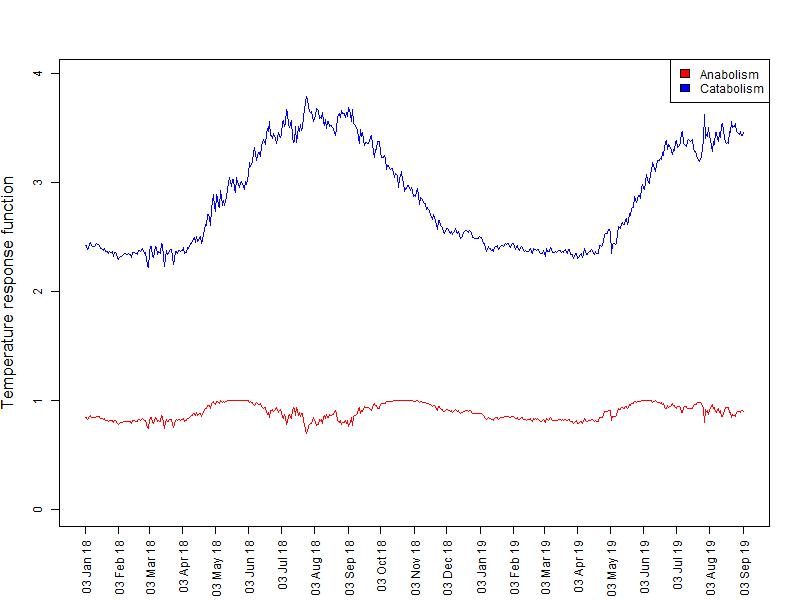 Anabolism
Catabolism
Temperature response function
4
3
2
1
0
03 Jan 18
03 Feb 18
03 Mar 18
03 Apr 18
03 May 18
03 Jun 18
03 Jul 18
03 Aug 18
03 Sep 18
03 Oct 18
03 Nov 18
03 Dec 18
03 Jan 19
03 Feb 19
03 Mar 19
03 Apr 19
03 May 19
03 Jun 19
03 Jul 19
03 Aug 19
03 Sep 19